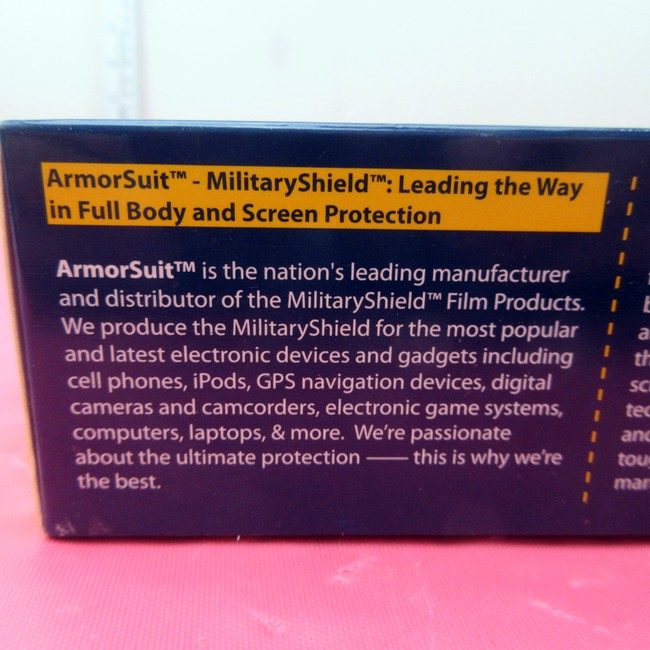 ArmorSuit™ - MilitaryShield™: Leading the Way
in Full Body and Screen Protection
ArmorSuit™ is the nation's leading manufacturer
and distributor of the MilitaryShield™ Film Products.
We produce the MilitaryShield for the most popular
and latest electronic devices and gadgets including
cell phones, iPods, GPS navigation devices, digital
cameras and camcorders, electronic game systems,
computers, laptops, & more. We're passionate
about the ultimate protection —— this is why we're
the best.